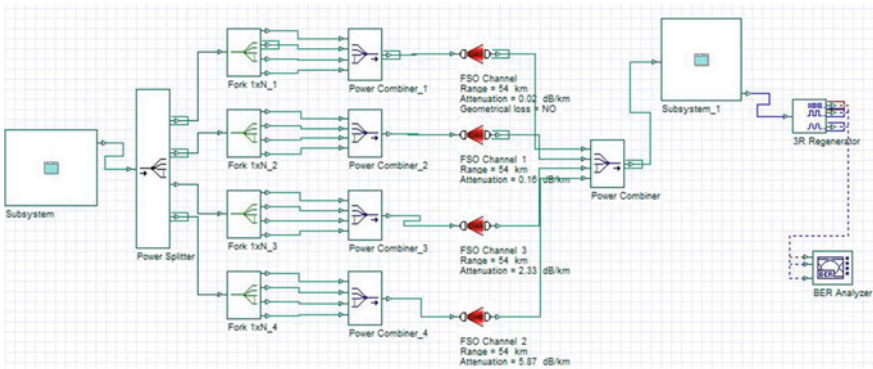 Fork 1xN_1
Power Combiner_1
FSO Channel
Range = 54 km
Attenuation = 0.02 dB/km
Geometrical loss = NO
Subsystem_1
3R Regenerator
Subsystem
Power Splitter
Fork 1xN_2
Power Combiner_2
FSO Channel 1
Range = 54 km
Attenuation = 0.16 dB/km
Power Combiner
Fork 1xN_3
Power Combiner_3
FSO Channel 3
Range = 54 km
Attenuation = 2.33 dB/km
BER
BER Analyzer
Fork 1xN_4
Power Combiner_4
FSO Channel 2
Range = 54 km
Attenuation = 5.87 dB/km